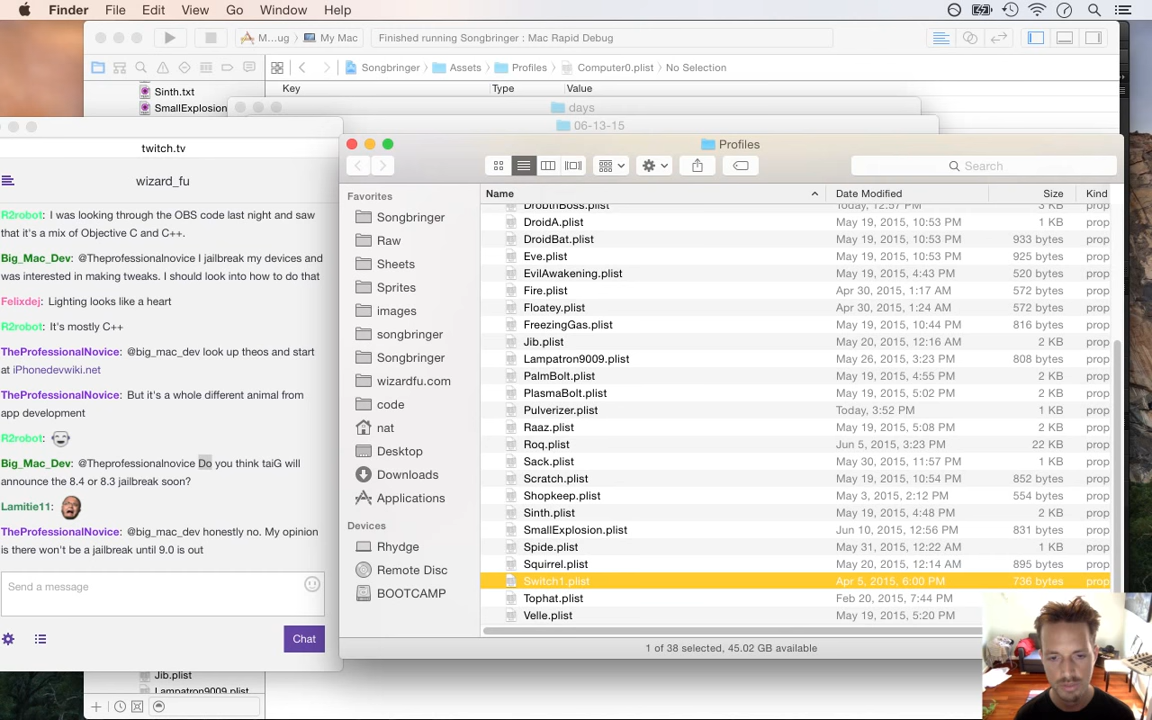 Finder File Edit View Go Window Help
M...ug My Mac Finished running Songbringer : Mac Rapid Debug
Songbringer Assets Profiles Computer0.plist No Selection
Sinth.txt
SmallExplosion
Key Type Value
days
06-13-15
twitch.tv
wizard_fu
R2robot: I was looking through the OBS code last night and saw
that it's a mix of Objective C and C++.
Big_Mac_Dev: @Theprofessionalnovice I jailbreak my devices and
was interested in making tweaks. I should look into how to do that
Felixdej: Lighting looks like a heart
R2robot: It's mostly C++
TheProfessionalNovice: @big_mac_dev look up theos and start
at iPhonedevwiki.net
TheProfessionalNovice: But it's a whole different animal from
app development
R2robot:
Big_Mac_Dev: @Theprofessionalnovice Do you think taiG will
announce the 8.4 or 8.3 jailbreak soon?
Lamitie11:
TheProfessionalNovice: @big_mac_dev honestly no. My opinion
is there won't be a jailbreak until 9.0 is out
Send a message
Chat
Jib.plist
Lampatron9009.plist
Profiles
Search
Favorites
Songbringer
Raw
Sheets
Sprites
images
songbringer
Songbringer
wizardfu.com
code
nat
Desktop
Downloads
Applications
Devices
Rhydge
Remote Disc
BOOTCAMP
Name Date Modified Size Kind
Today, 12:57 PM 3 KB prop
DroidA.plist May 19, 2015, 10:53 PM 1 KB prop
DroidBat.plist May 19, 2015, 10:53 PM 933 bytes prop
Eve.plist May 19, 2015, 10:53 PM 925 bytes prop
EvilAwakening.plist May 19, 2015, 4:43 PM 520 bytes prop
Fire.plist Apr 30, 2015, 1:17 AM 572 bytes prop
Floatey.plist Apr 30, 2015, 1:24 AM 572 bytes prop
FreezingGas.plist May 19, 2015, 10:44 PM 816 bytes prop
Jib.plist May 20, 2015, 12:16 AM 2 KB prop
Lampatron9009.plist May 26, 2015, 3:23 PM 808 bytes prop
PalmBolt.plist May 19, 2015, 4:55 PM 2 KB prop
PlasmaBolt.plist May 19, 2015, 5:02 PM 2 KB prop
Pulverizer.plist Today, 3:52 PM 1 KB prop
Raaz.plist May 19, 2015, 5:08 PM 2 KB prop
Roq.plist Jun 5, 2015, 3:23 PM 22 KB prop
Sack.plist May 30, 2015, 11:57 PM 1 KB prop
Scratch.plist May 19, 2015, 10:54 PM 852 bytes prop
Shopkeep.plist May 3, 2015, 2:12 PM 554 bytes prop
Sinth.plist May 19, 2015, 4:48 PM 2 KB prop
SmallExplosion.plist Jun 10, 2015, 12:56 PM 831 bytes prop
Spide.plist May 31, 2015, 12:22 AM 1 KB prop
Squirrel.plist May 20, 2015, 12:14 AM 895 bytes prop
Switch1.plist Apr 5, 2015, 6:00 PM 736 bytes prop
Tophat.plist Feb 20, 2015, 7:44 PM
Velle.plist May 19, 2015, 5:20 PM
1 of 38 selected, 45.02 GB available